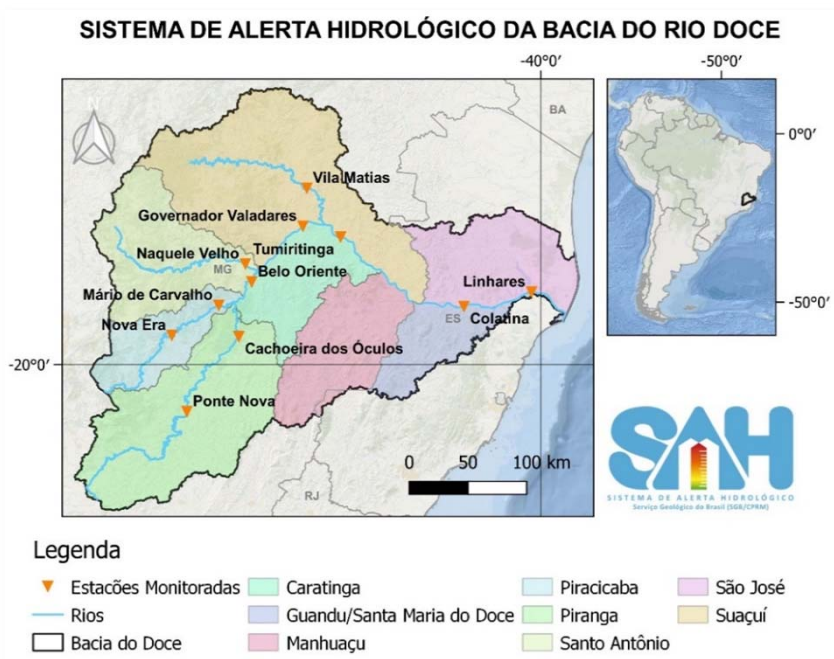 SISTEMA DE ALERTA HIDROLÓGICO DA BACIA DO RIO DOCE
-40°0'
-50°0'
N
BA
0°0'
Vila Matias
Governador Valadares
Naquele Velho
Tumiritinga
MG
Belo Oriente
Mário de Carvalho
Linhares
-50°0'
Nova Era
ES
Colatina
Cachoeira dos Óculos
-20°0'
Ponte Nova
0 50 100 km
RJ
SAH
SISTEMA DE ALERTA HIDROLÓGICO
Serviço Geológico do Brasil (SGB/CPRM)
Legenda
Estacões Monitoradas
Caratinga
Piracicaba
São José
Rios
Guandu/Santa Maria do Doce
Piranga
Suaçuí
Bacia do Doce
Manhuaçu
Santo Antônio